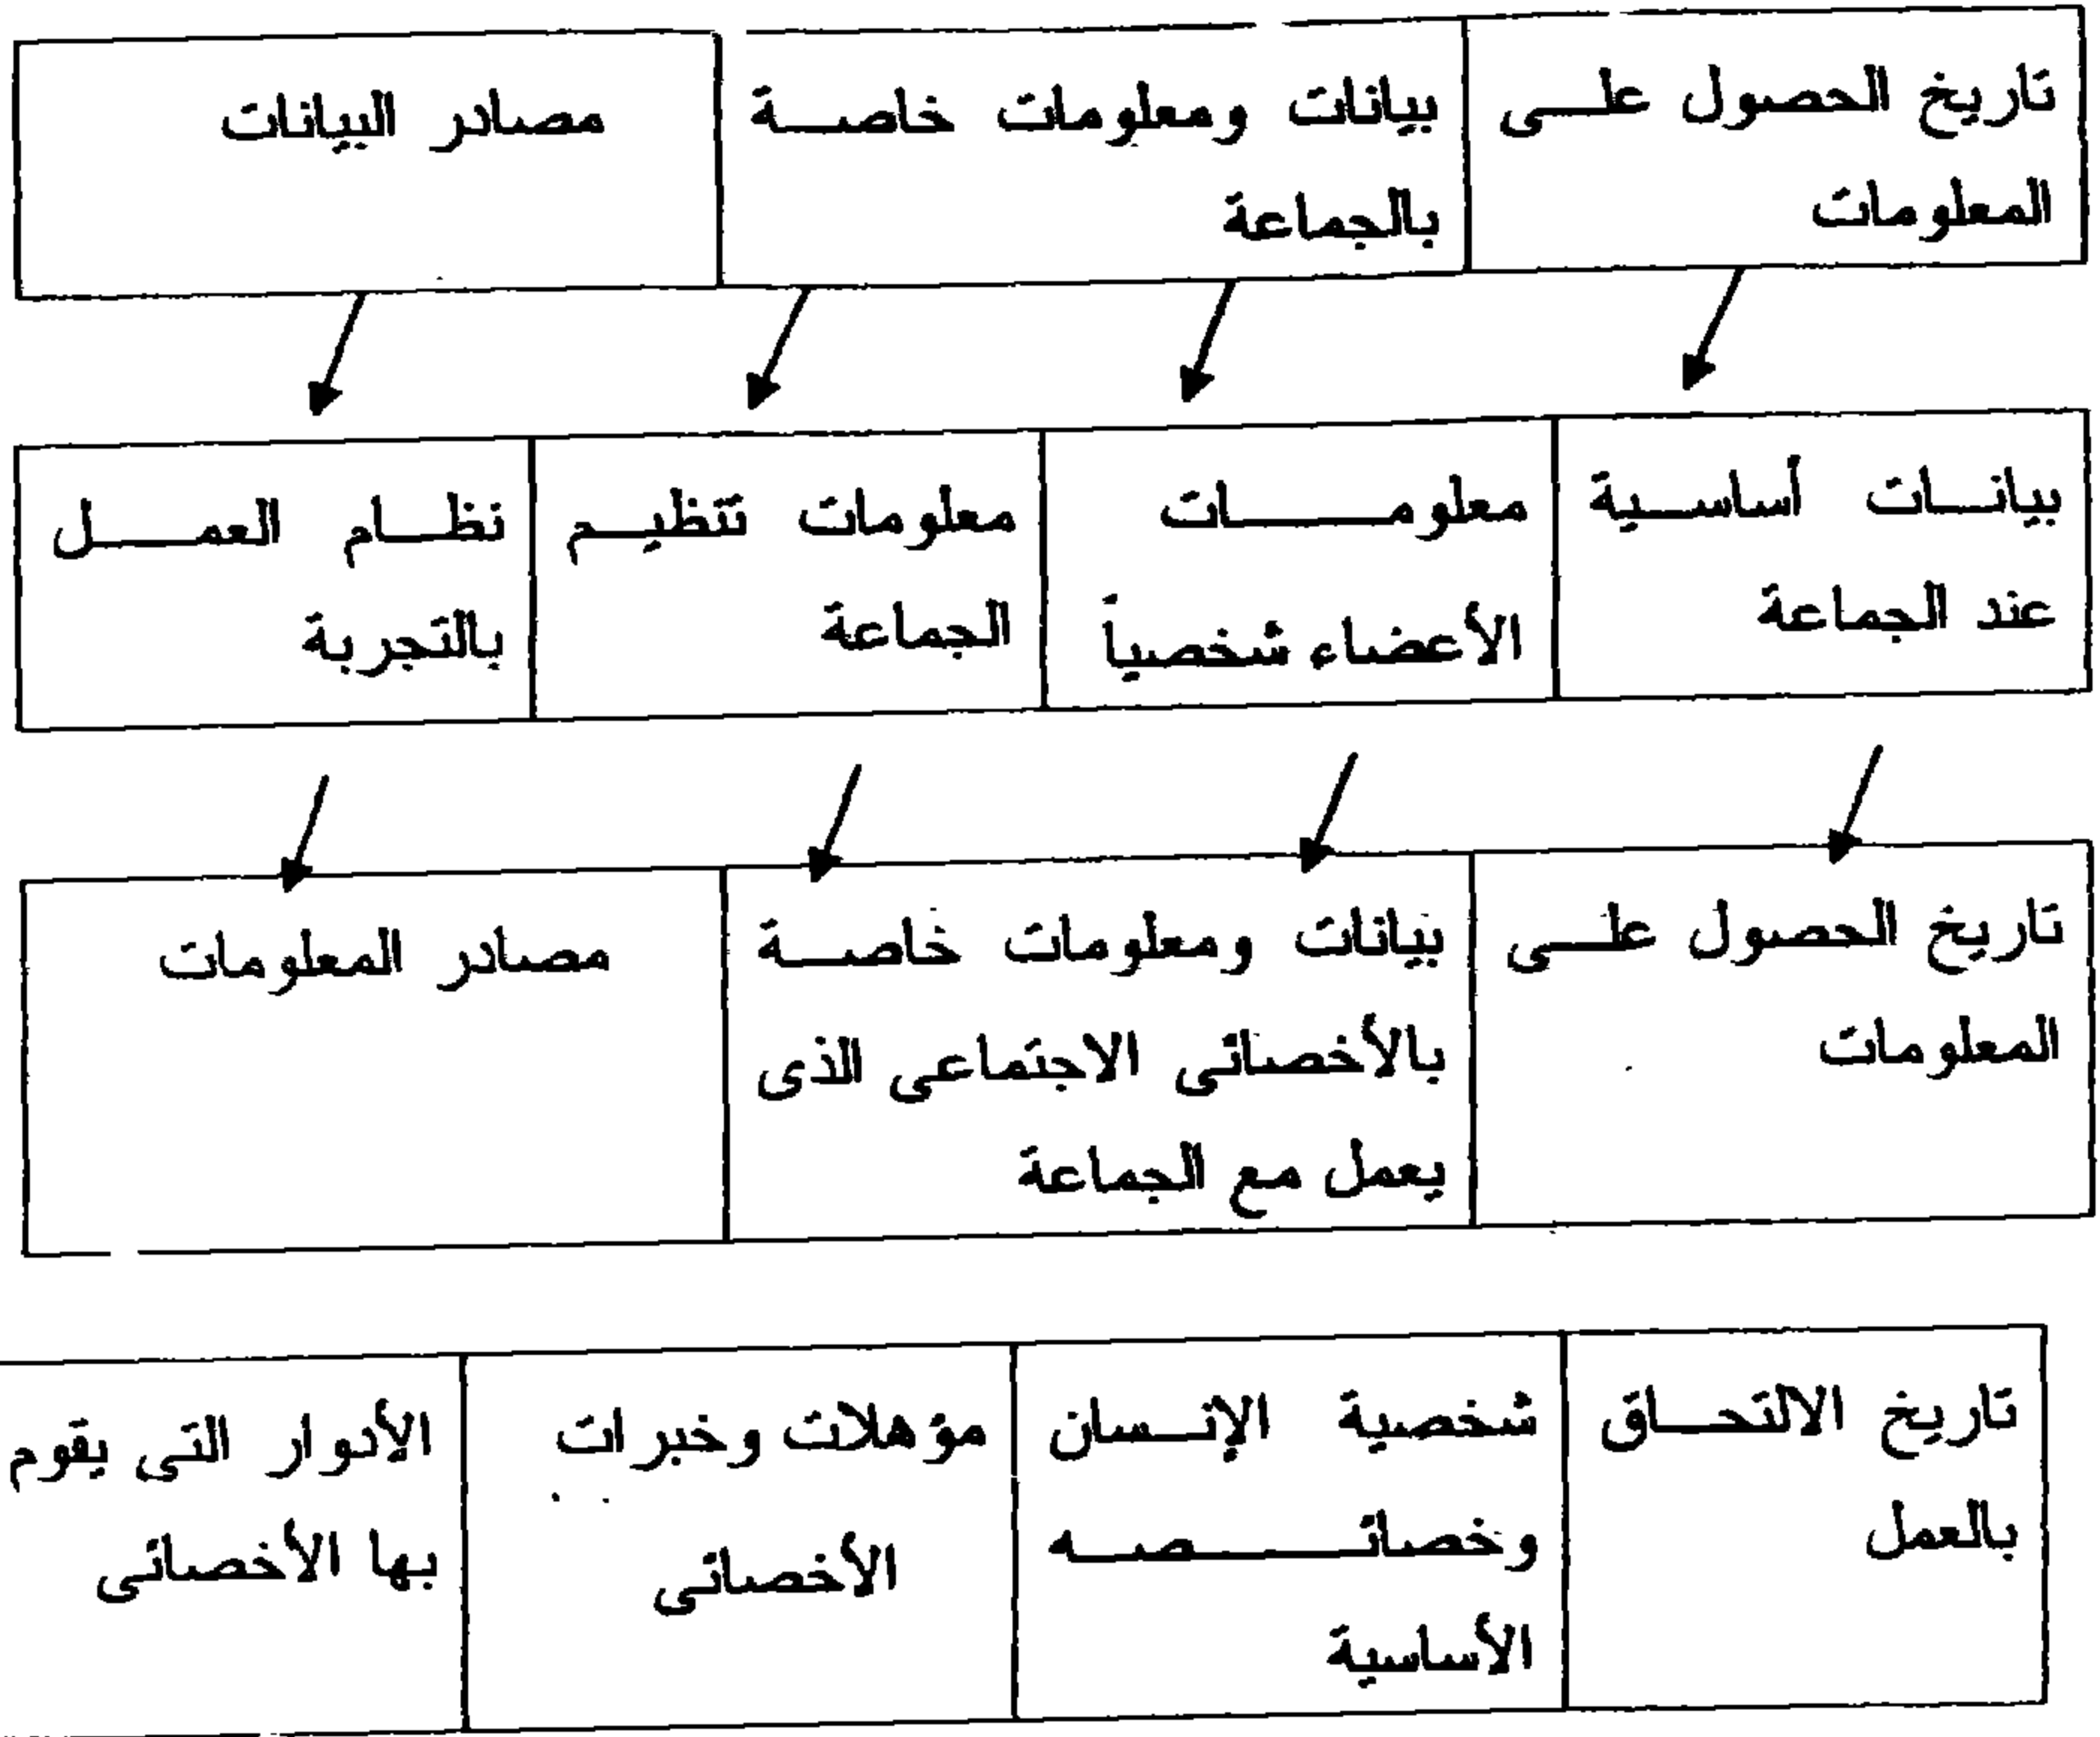 تاريخ الحصول على
المعلومات
بيانات ومعلومات خاصة
بالجماعة
مصادر البيانات
بيانات أساسية
عند الجماعة
معلومات
الأعضاء شخصياً
معلومات تنظيم
الجماعة
نظام العمل
بالتجربة
تاريخ الحصول على
المعلومات
بيانات ومعلومات خاصة
بالأخصائى الاجتماعى الذى
يعمل مع الجماعة
مصادر المعلومات
تاريخ الالتحاق
بالعمل
شخصية الإنسان
وخصائصه
الأساسية
مؤهلات وخبرات
الأخصائى
الأدوار التى يقوم
بها الأخصائى